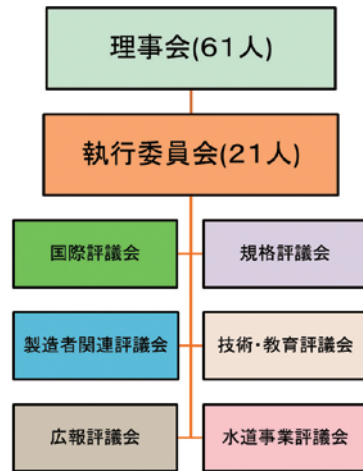 理事会(61人)
執行委員会(21人)
国際評議会
規格評議会
製造者関連評議会
技術・教育評議会
広報評議会
水道事業評議会